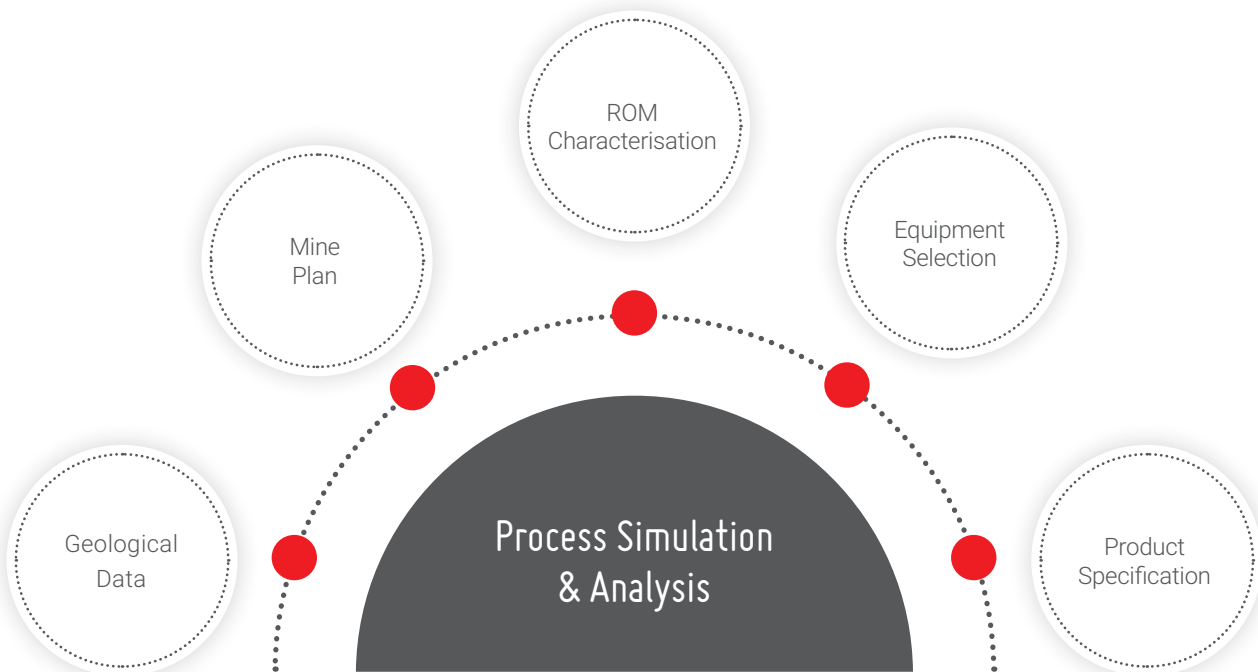 ROM
Characterisation
Mine
Plan
Equipment
Selection
Geological
Data
Process Simulation
& Analysis
Product
Specification